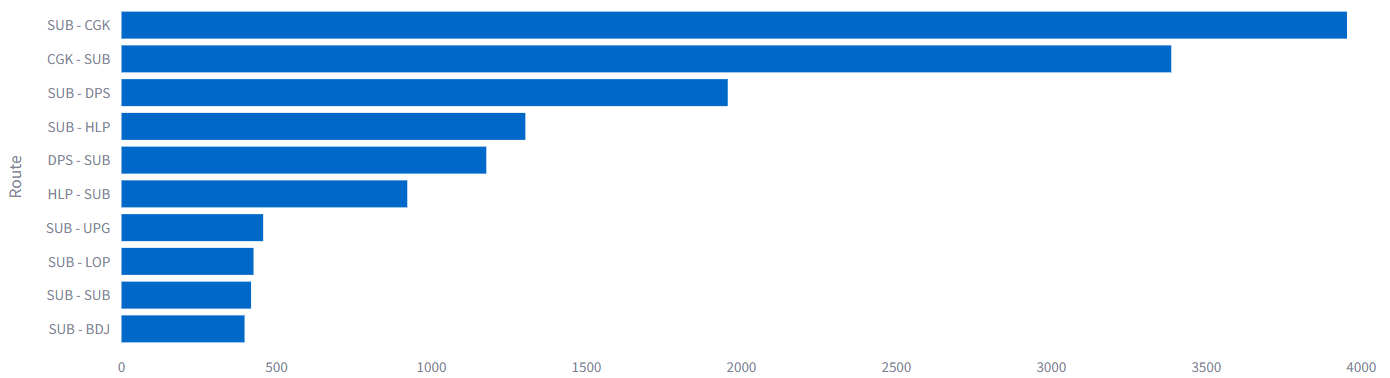 Route
SUB - CGK
CGK - SUB
SUB - DPS
SUB - HLP
DPS - SUB
HLP - SUB
SUB - UPG
SUB - LOP
SUB - SUB
SUB - BDJ
0 500 1000 1500 2000 2500 3000 3500 4000